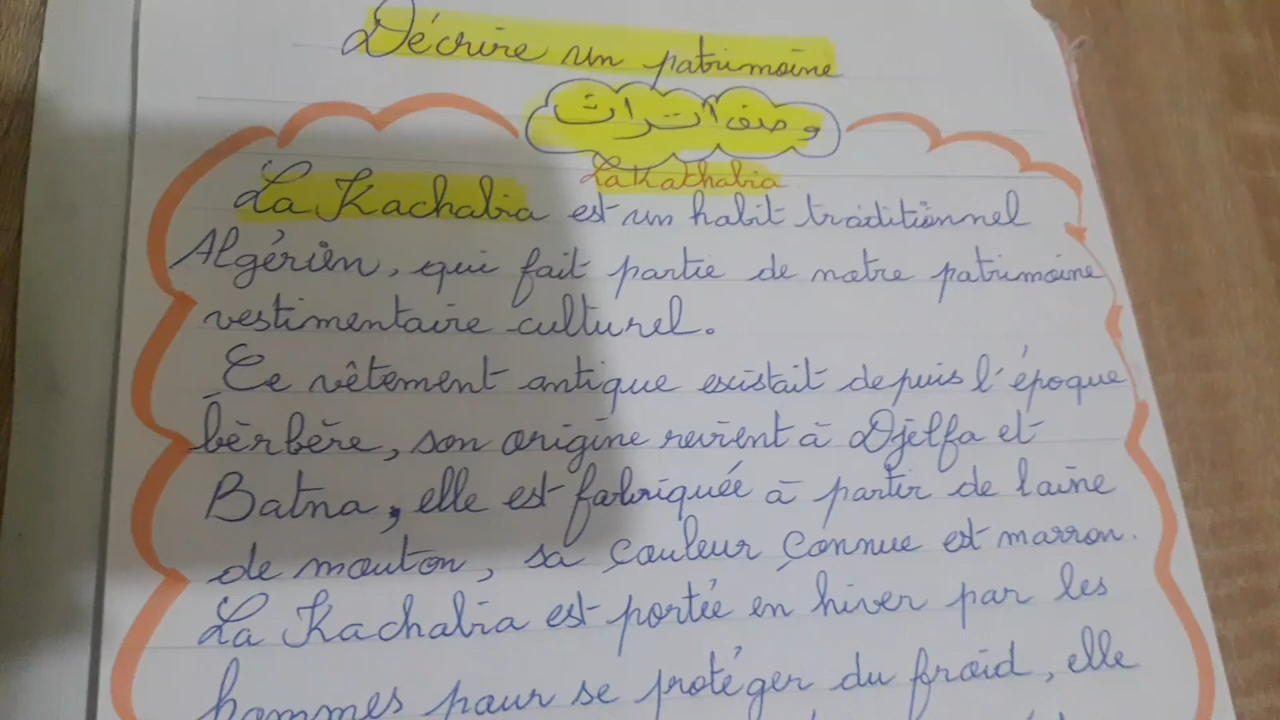 Décrire un patrimoine
وصف التراث
La Kachabia
La Kachabia est un habit traditionnel
Algérien, qui fait partie de notre patrimoine
vestimentaire culturel.
Ce vêtement antique existait depuis l'époque
bèrbère, son origine revient à Djelfa et
Batna, elle est fabriquée à partir de laine
de mouton, sa çouleur çonnue est marron.
La Kachabia est portée en hiver par les
hommes pour se protéger du froid, elle